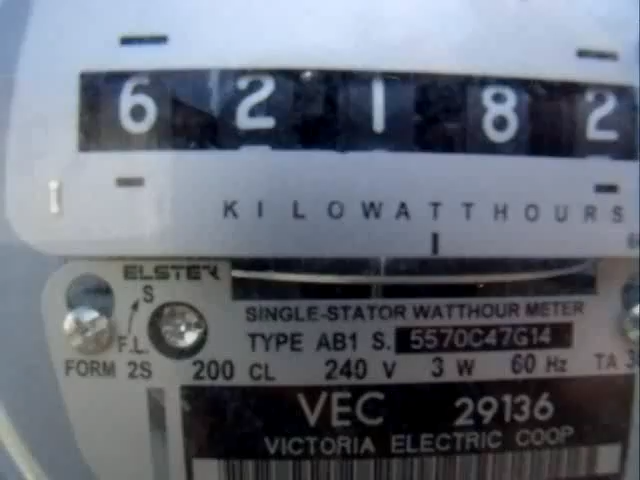 62182
KILOWATTHOURS
ELSTER
S
SINGLE-STATOR WATTHOUR METER
F.L. TYPE AB1 S. 5570C47G14
FORM 2S 200 CL 240 V 3 W 60 Hz TA
VEC 29136
VICTORIA ELECTRIC COOP